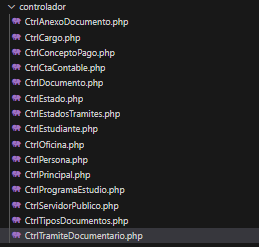 controlador
CtrlAnexoDocumento.php
CtrlCargo.php
CtrlConceptoPago.php
CtrlCtaContable.php
CtrlDocumento.php
CtrlEstado.php
CtrlEstadosTramites.php
CtrlEstudiante.php
CtrlOficina.php
CtrlPersona.php
CtrlPrincipal.php
CtrlProgramaEstudio.php
CtrlServidorPublico.php
CtrlTiposDocumentos.php
CtrlTramiteDocumentario.php